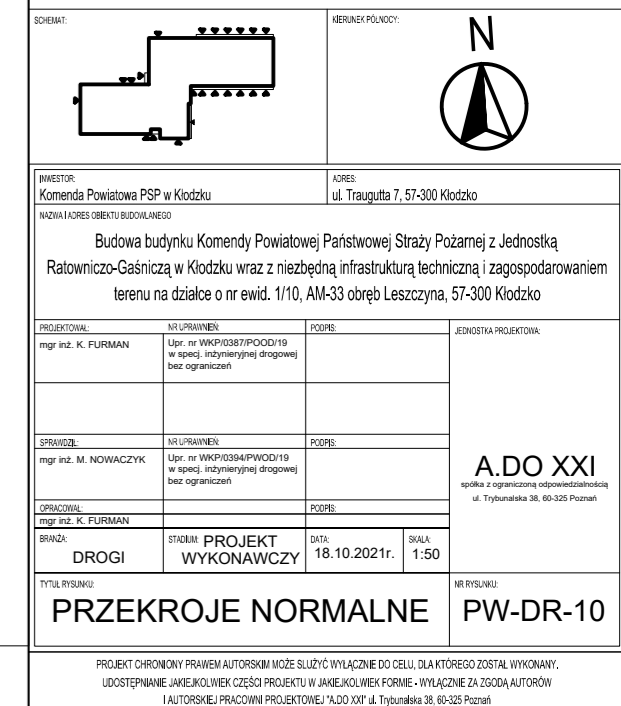 SCHEMAT:
KIERUNEK PÓŁNOCY:
N
INWESTOR:
Komenda Powiatowa PSP w Kłodzku
ADRES:
ul. Traugutta 7, 57-300 Kłodzko
NAZWA I ADRES OBIEKTU BUDOWLANEGO
Budowa budynku Komendy Powiatowej Państwowej Straży Pożarnej z Jednostką
Ratowniczo-Gaśniczą w Kłodzku wraz z niezbędną infrastrukturą techniczną i zagospodarowaniem
terenu na działce o nr ewid. 1/10, AM-33 obręb Leszczyna, 57-300 Kłodzko
PROJEKTOWAŁ:
NR UPRAWNIEŃ:
PODPIS:
mgr inż. K. FURMAN
Upr. nr WKP/0387/POOD/19
w specj. inżynieryjnej drogowej
bez ograniczeń
SPRAWDZIŁ:
NR UPRAWNIEŃ:
PODPIS:
mgr inż. M. NOWACZYK
Upr. nr WKP/0394/PWOD/19
w specj. inżynieryjnej drogowej
bez ograniczeń
OPRACOWAŁ:
PODPIS:
mgr inż. K. FURMAN
JEDNOSTKA PROJEKTOWA:
A.DO XXI
spółka z ograniczoną odpowiedzialnością
ul. Trybunalska 38, 60-325 Poznań
BRANŻA:
DROGI
STADIUM: PROJEKT
WYKONAWCZY
DATA:
18.10.2021r.
SKALA:
1:50
TYTUŁ RYSUNKU:
PRZEKROJE NORMALNE
NR RYSUNKU:
PW-DR-10
PROJEKT CHRONIONY PRAWEM AUTORSKIM MOŻE SŁUŻYĆ WYŁĄCZNIE DO CELU, DLA KTÓREGO ZOSTAŁ WYKONANY.
UDOSTĘPNIANIE JAKIEJKOLWIEK CZĘŚCI PROJEKTU W JAKIEJKOLWIEK FORMIE - WYŁĄCZNIE ZA ZGODĄ AUTORÓW
I AUTORSKIEJ PRACOWNI PROJEKTOWEJ "A.DO XXI" ul. Trybunalska 38, 60-325 Poznań